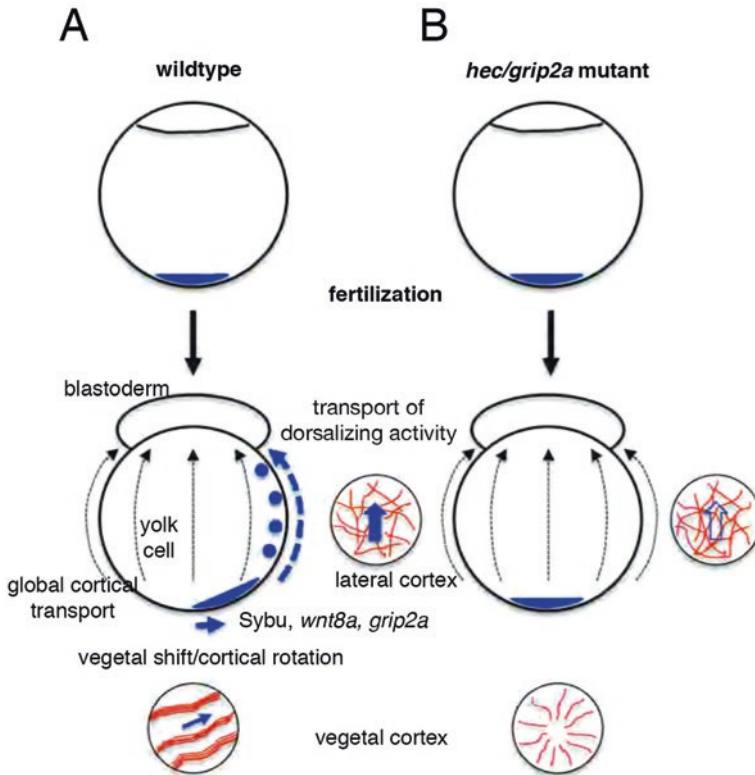 A
B
wildtype
hec/grip2a mutant
fertilization
blastoderm
transport of
dorsalizing activity
yolk
cell
lateral cortex
global cortical
transport
Sybu, wnt8a, grip2a
vegetal shift/cortical rotation
vegetal cortex